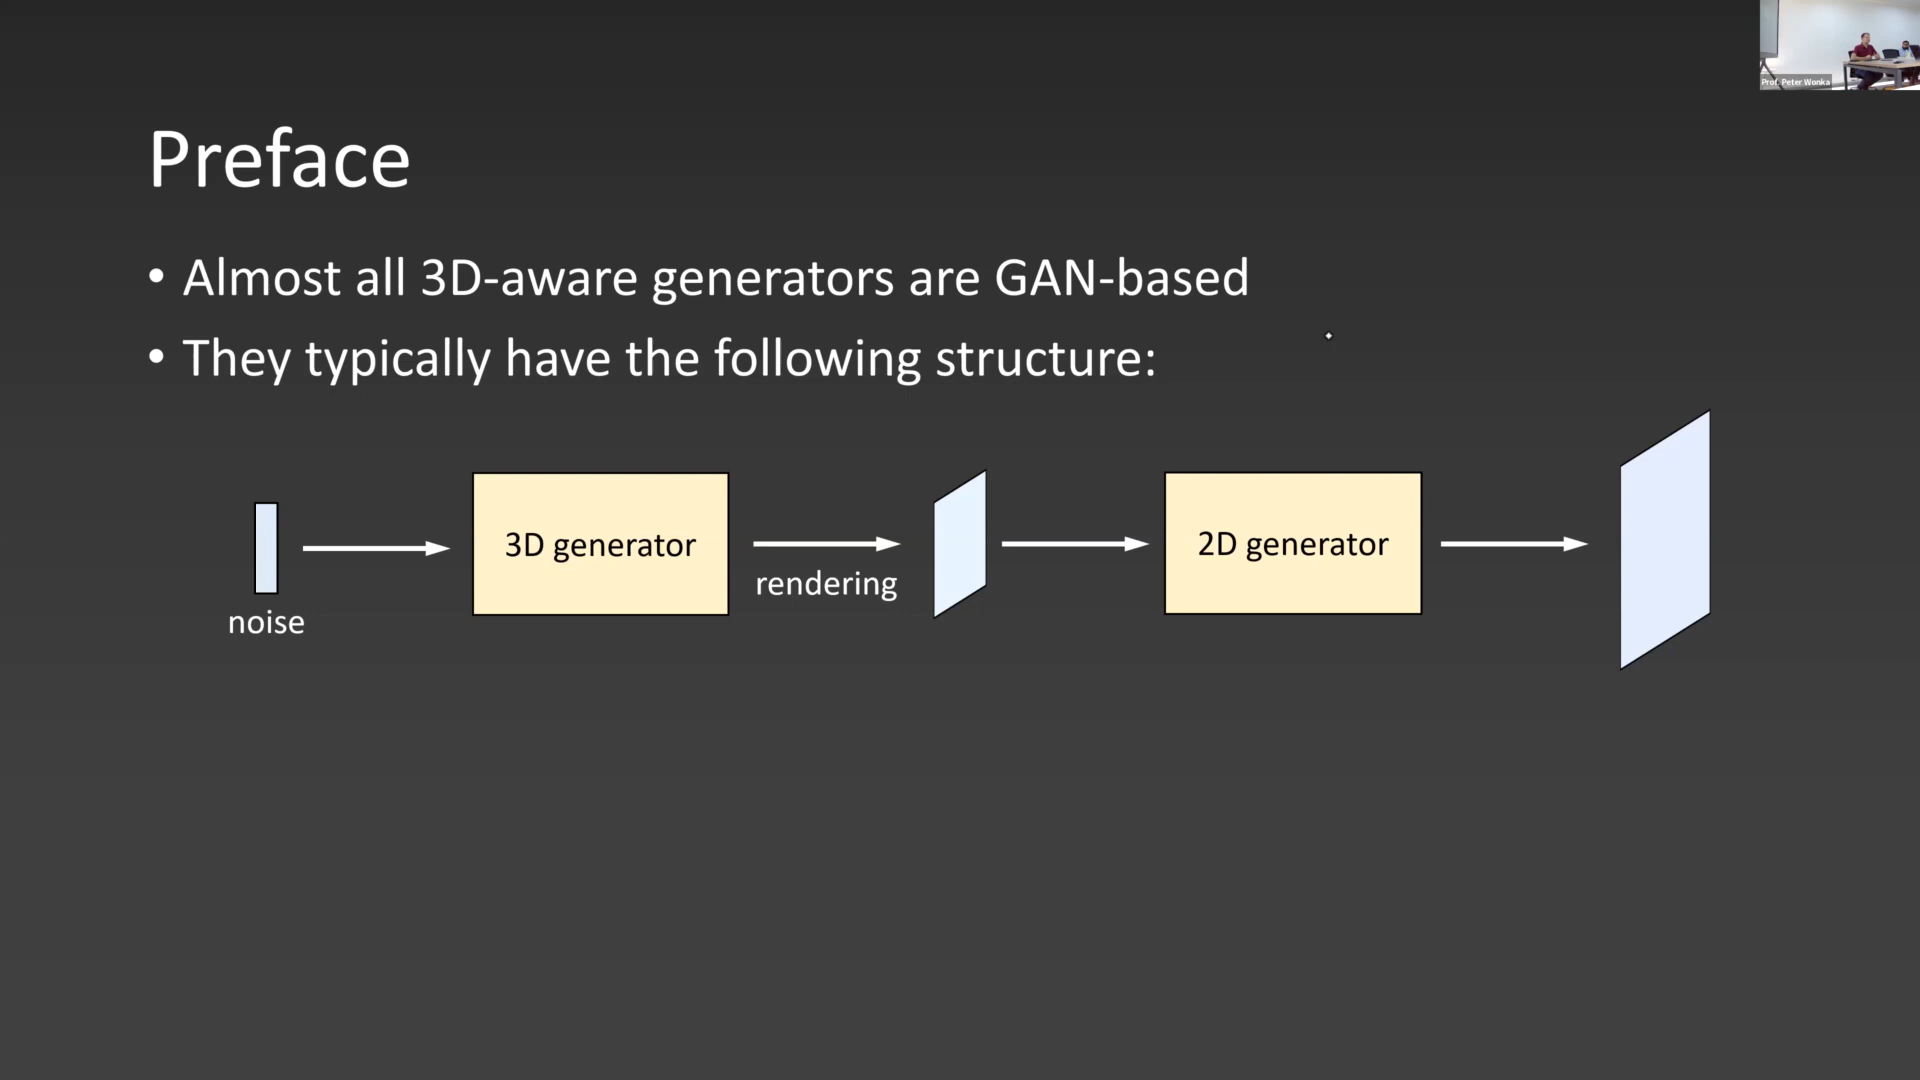 Prof. Peter Wonka
Preface
• Almost all 3D-aware generators are GAN-based
• They typically have the following structure:
noise
3D generator
rendering
2D generator